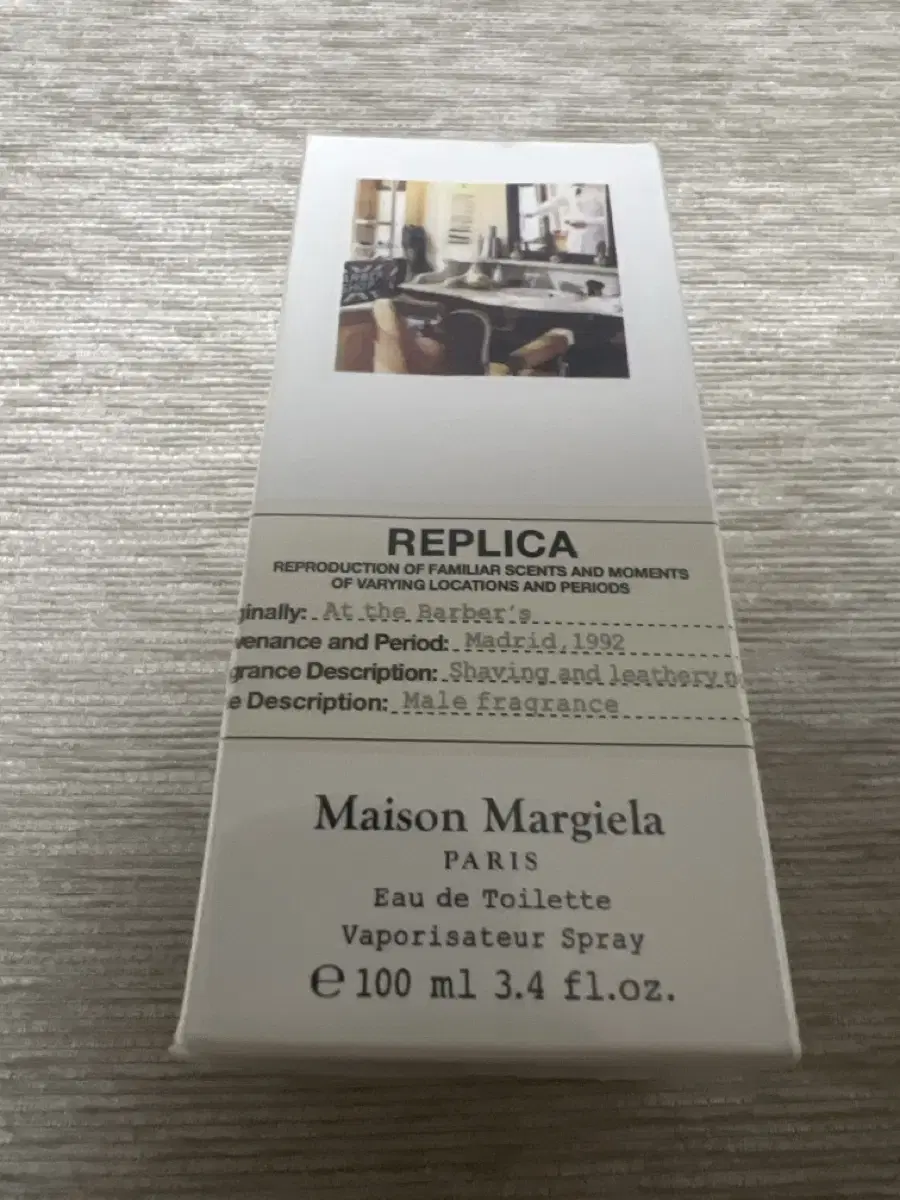 REPLICA
REPRODUCTION OF FAMILIAR SCENTS AND MOMENTS
OF VARYING LOCATIONS AND PERIODS
ginally: At the Barber's
venance and Period: Madrid, 1992
grance Description: Shaving and leathery
e Description: Male fragrance
Maison Margiela
PARIS
Eau de Toilette
Vaporisateur Spray
℮ 100 ml 3.4 fl.oz.